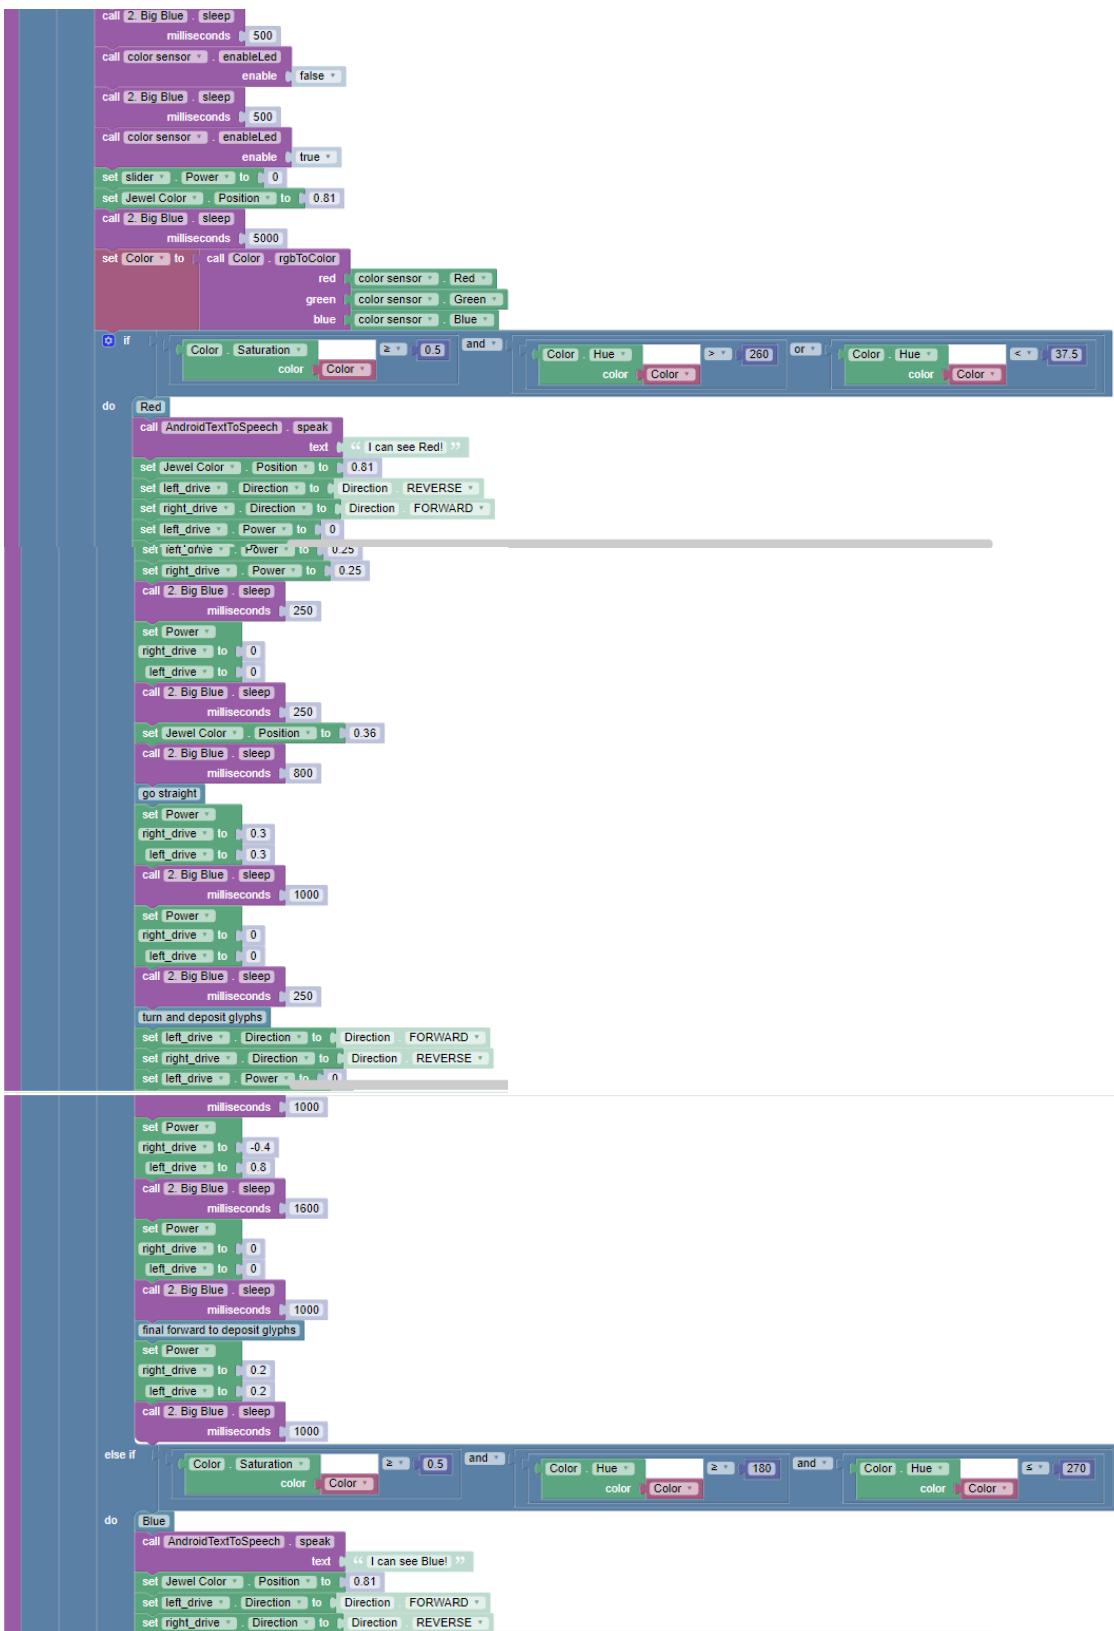 call 2. Big Blue . sleep
milliseconds 500
call color sensor . enableLed
enable false
call 2. Big Blue . sleep
milliseconds 500
call color sensor . enableLed
enable true
set slider . Power to 0
set Jewel Color . Position to 0.81
call 2. Big Blue . sleep
milliseconds 5000
set Color to call Color . rgbToColor
red color sensor . Red
green color sensor . Green
blue color sensor . Blue
if Color . Saturation ≥ 0.5 and Color . Hue > 260 or Color . Hue < 37.5
color Color color Color color Color
do Red
call AndroidTextToSpeech . speak
text “ I can see Red! ”
set Jewel Color . Position to 0.81
set left_drive . Direction to Direction . REVERSE
set right_drive . Direction to Direction . FORWARD
set left_drive . Power to 0
set left_drive . Power to 0.25
set right_drive . Power to 0.25
call 2. Big Blue . sleep
milliseconds 250
set Power
right_drive to 0
left_drive to 0
call 2. Big Blue . sleep
milliseconds 250
set Jewel Color . Position to 0.36
call 2. Big Blue . sleep
milliseconds 800
go straight
set Power
right_drive to 0.3
left_drive to 0.3
call 2. Big Blue . sleep
milliseconds 1000
set Power
right_drive to 0
left_drive to 0
call 2. Big Blue . sleep
milliseconds 250
turn and deposit glyphs
set left_drive . Direction to Direction . FORWARD
set right_drive . Direction to Direction . REVERSE
set left_drive . Power to 0
milliseconds 1000
set Power
right_drive to -0.4
left_drive to 0.8
call 2. Big Blue . sleep
milliseconds 1600
set Power
right_drive to 0
left_drive to 0
call 2. Big Blue . sleep
milliseconds 1000
final forward to deposit glyphs
set Power
right_drive to 0.2
left_drive to 0.2
call 2. Big Blue . sleep
milliseconds 1000
else if Color . Saturation ≥ 0.5 and Color . Hue ≥ 180 and Color . Hue ≤ 270
color Color color Color color Color
do Blue
call AndroidTextToSpeech . speak
text “ I can see Blue! ”
set Jewel Color . Position to 0.81
set left_drive . Direction to Direction . FORWARD
set right_drive . Direction to Direction . REVERSE